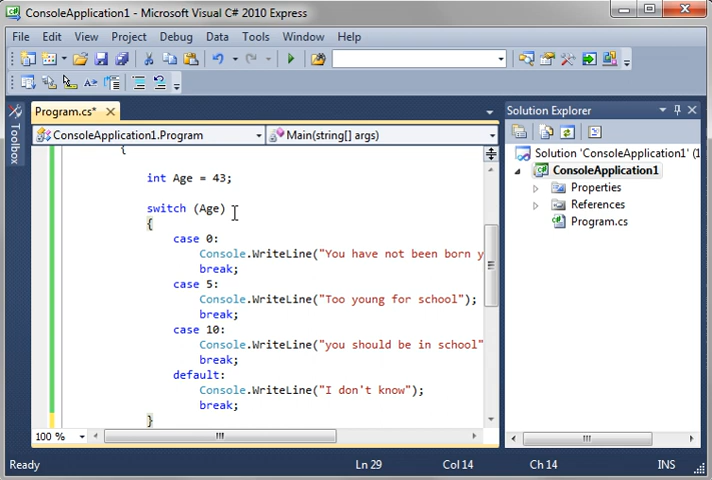 ConsoleApplication1 - Microsoft Visual C# 2010 Express
File Edit View Project Debug Data Tools Window Help
Toolbox
Program.cs*
ConsoleApplication1.Program
Main(string[] args)
{
int Age = 43;
switch (Age)
{
case 0:
Console.WriteLine("You have not been born y
break;
case 5:
Console.WriteLine("Too young for school");
break;
case 10:
Console.WriteLine("you should be in school"
break;
default:
Console.WriteLine("I don't know");
break;
}
100 %
Solution Explorer
Solution 'ConsoleApplication1' (1
ConsoleApplication1
Properties
References
Program.cs
Ready Ln 29 Col 14 Ch 14 INS